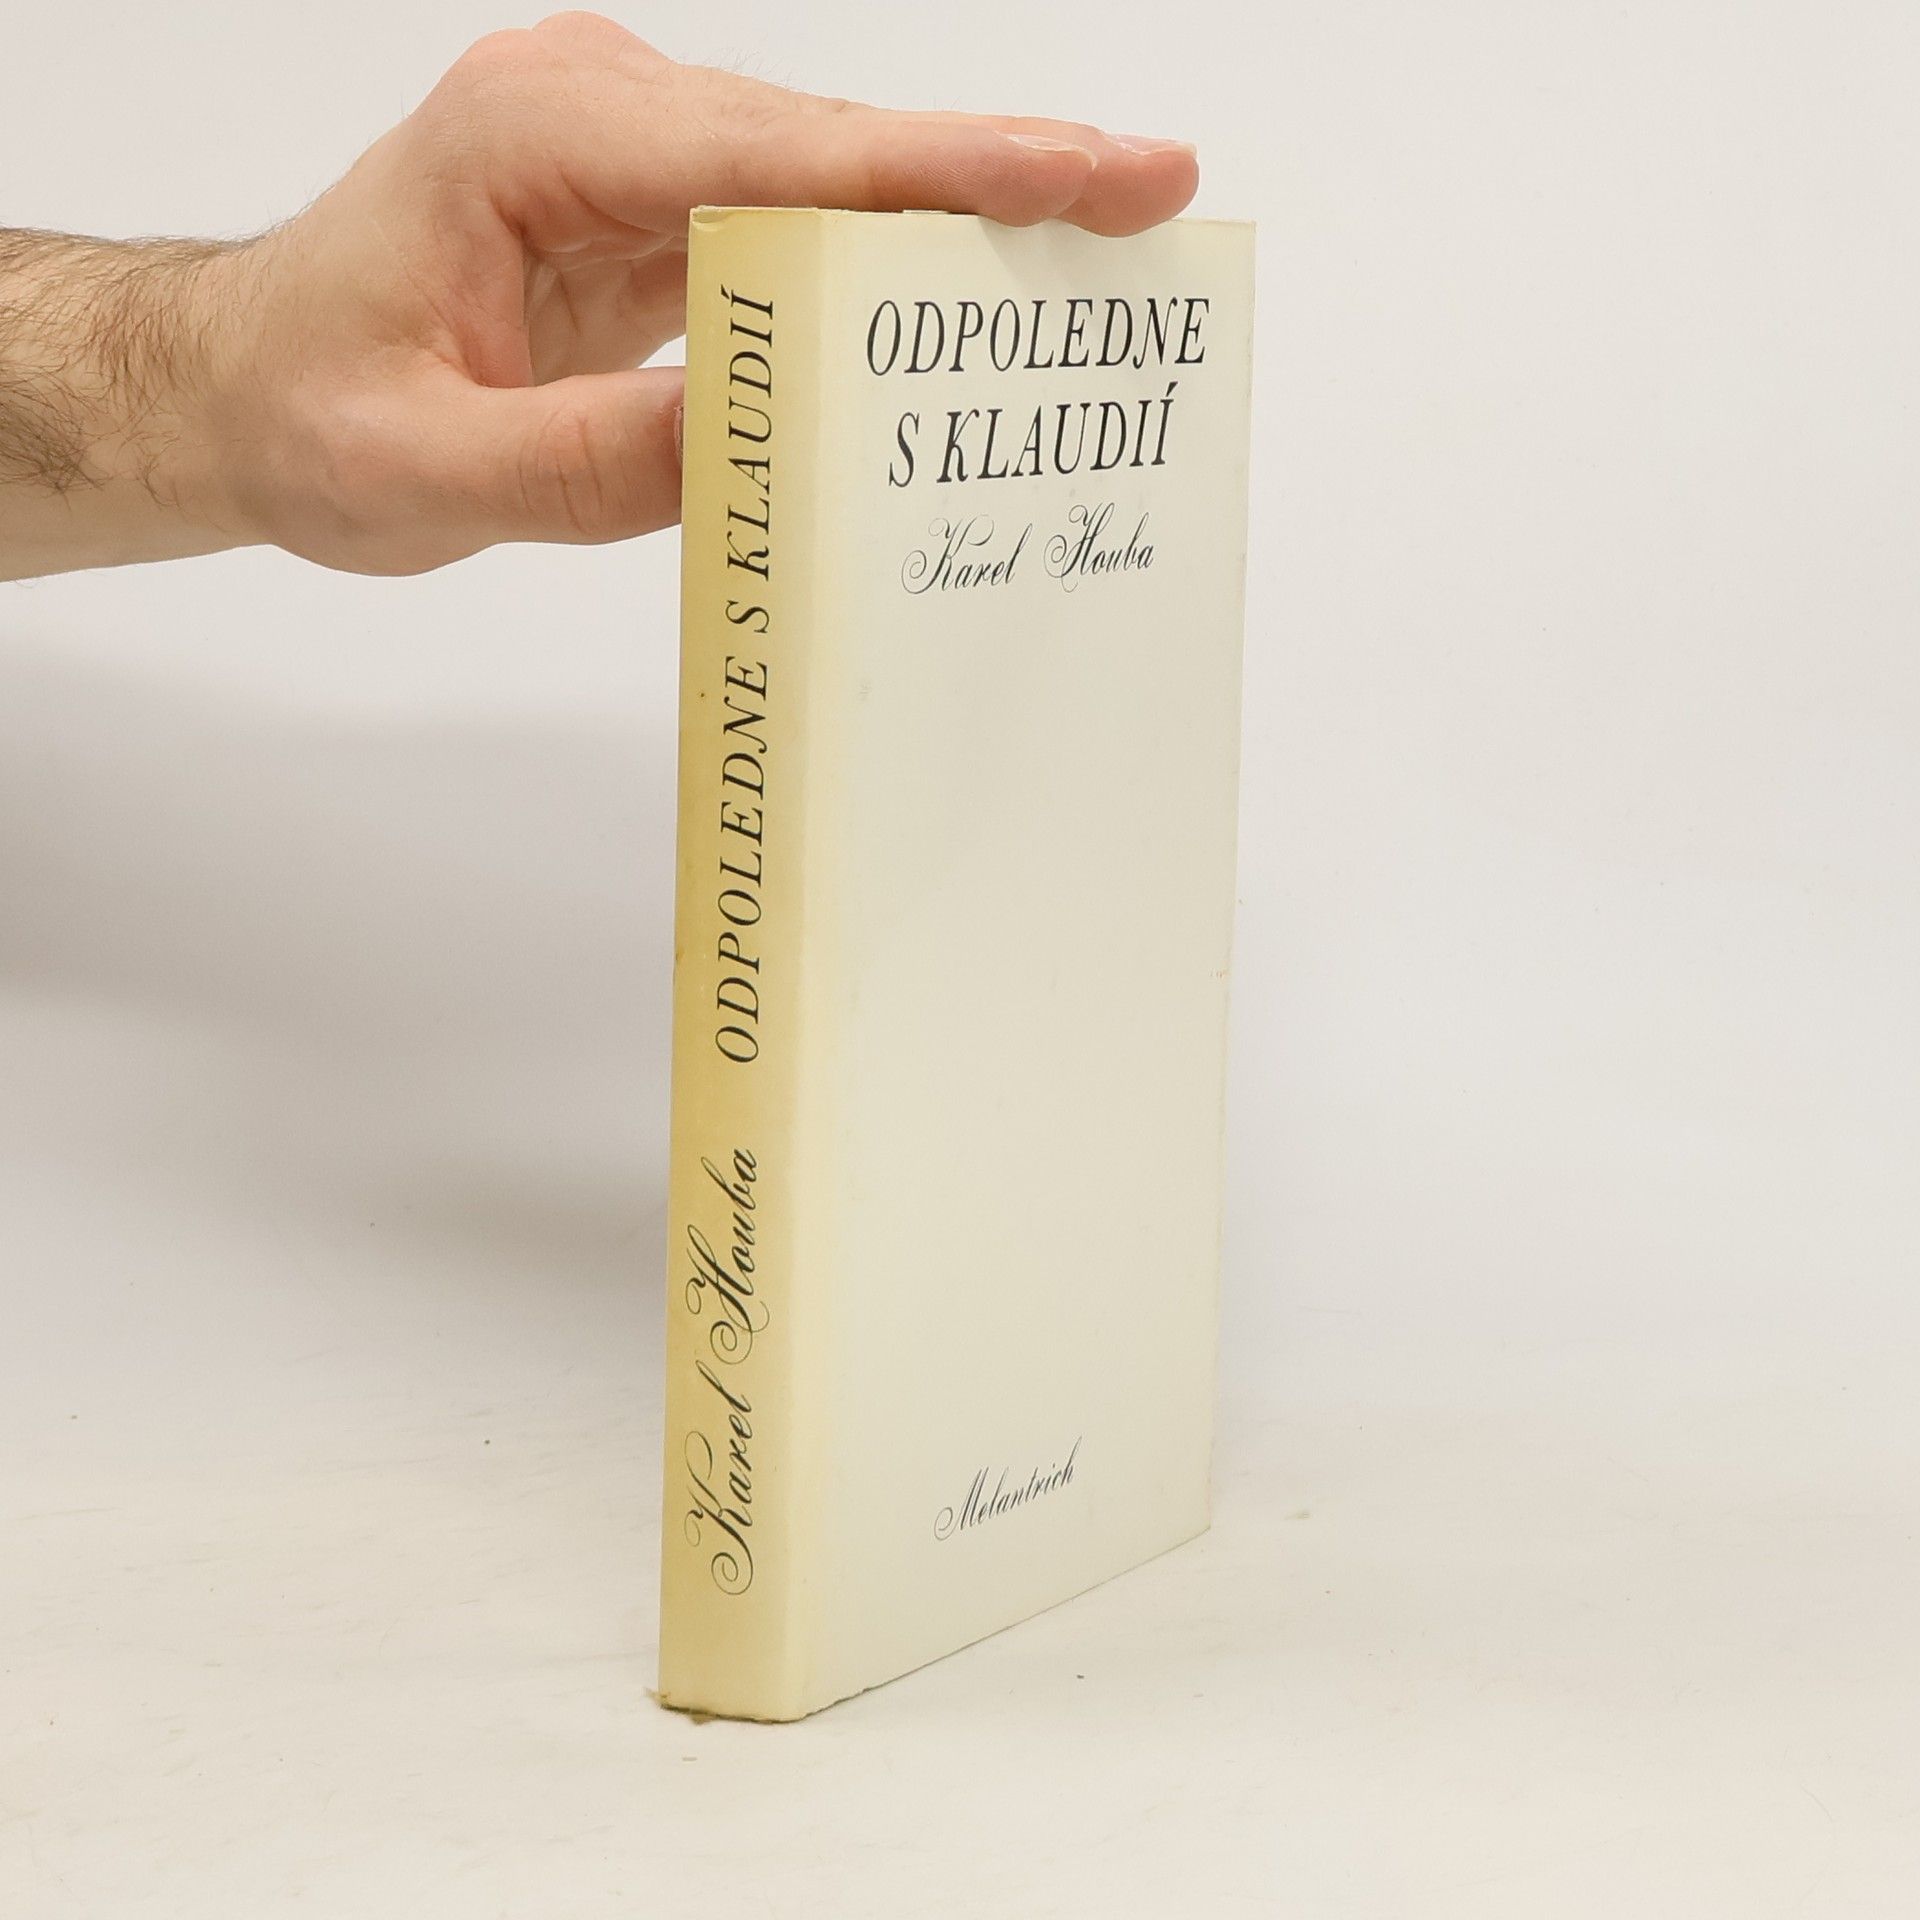 Karel Houba ODPOLEDNE S KLAUDIÍ
ODPOLEDNE
S KLAUDIÍ
Karel Houba
Melantrich